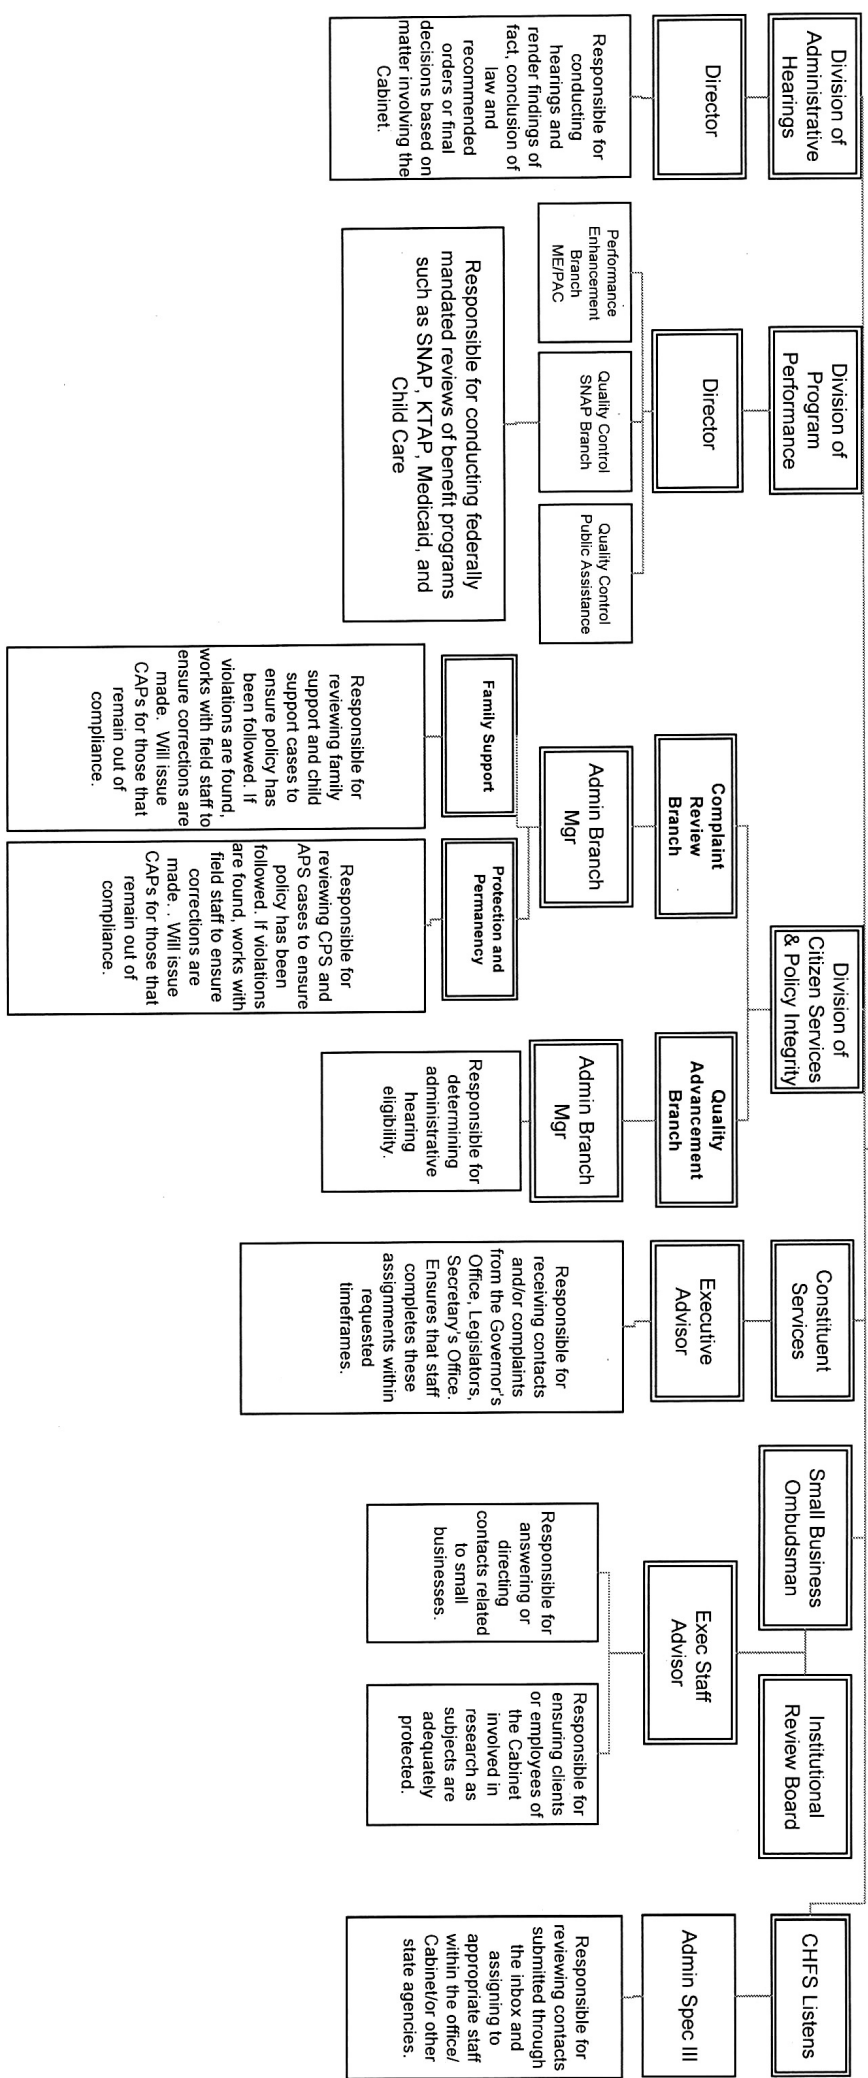 Division of
Administrative
Hearings
Director
Responsible for
conducting
hearings and
render findings of
fact, conclusion of
law and
recommended
orders or final
decisions based on
matter involving the
Cabinet.
Division of
Program
Performance
Director
Performance
Enhancement
Branch
ME/PAC
Quality Control
SNAP Branch
Quality Control
Public Assistance
Responsible for conducting federally
mandated reviews of benefit programs
such as SNAP, KTAP, Medicaid, and
Child Care
Division of
Citizen Services
& Policy Integrity
Complaint
Review
Branch
Admin Branch
Mgr
Family Support
Responsible for
reviewing family
support and child
support cases to
ensure policy has
been followed. If
violations are found,
works with field staff to
ensure corrections are
made. Will issue
CAPs for those that
remain out of
compliance.
Protection and
Permanency
Responsible for
reviewing CPS and
APS cases to ensure
policy has been
followed. If violations
are found, works with
field staff to ensure
corrections are
made. . Will issue
CAPs for those that
remain out of
compliance.
Quality
Advancement
Branch
Admin Branch
Mgr
Responsible for
determining
administrative
hearing
eligibility.
Constituent
Services
Executive
Advisor
Responsible for
receiving contacts
and/or complaints
from the Governor's
Office, Legislators,
Secretary's Office.
Ensures that staff
completes these
assignments within
requested
timeframes.
Small Business
Ombudsman
Institutional
Review Board
Exec Staff
Advisor
Responsible for
answering or
directing
contacts related
to small
businesses.
Responsible for
ensuring clients
or employees of
the Cabinet
involved in
research as
subjects are
adequately
protected.
CHFS Listens
Admin Spec III
Responsible for
reviewing contacts
submitted through
the inbox and
assigning to
appropriate staff
within the office/
Cabinet/or other
state agencies.